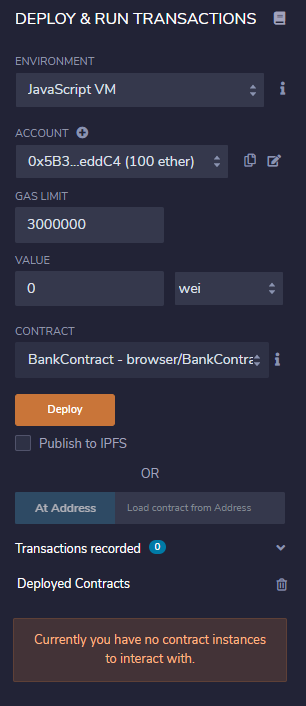 DEPLOY & RUN TRANSACTIONS
ENVIRONMENT
JavaScript VM
ACCOUNT
0x5B3...eddC4 (100 ether)
GAS LIMIT
3000000
VALUE
0 wei
CONTRACT
BankContract - browser/BankContra
Deploy
Publish to IPFS
OR
At Address Load contract from Address
Transactions recorded 0
Deployed Contracts
Currently you have no contract instances
to interact with.